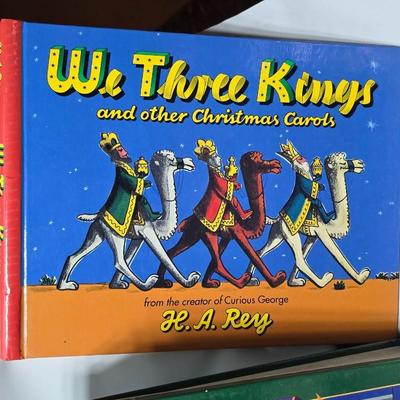 We Three Kings
and other Christmas Carols
from the creator of Curious George
H. A. Rey